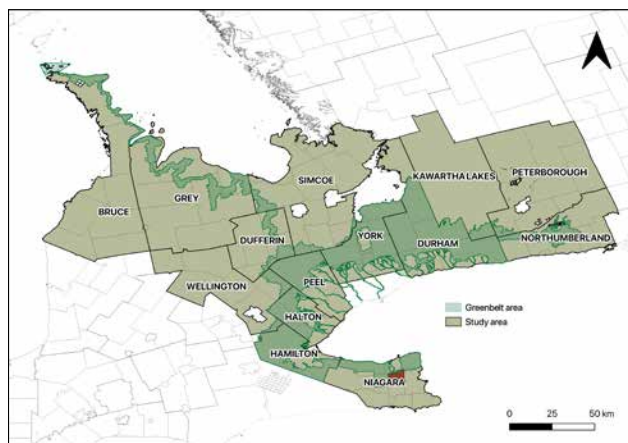 KAWARTHA LAKES
PETERBOROUGH
SIMCOE
GREY
BRUCE
DUFFERIN
YORK
DURHAM
NORTHUMBERLAND
WELLINGTON
PEEL
HALTON
Greenbelt area
Study area
HAMILTON
NIAGARA
0 25 50 km